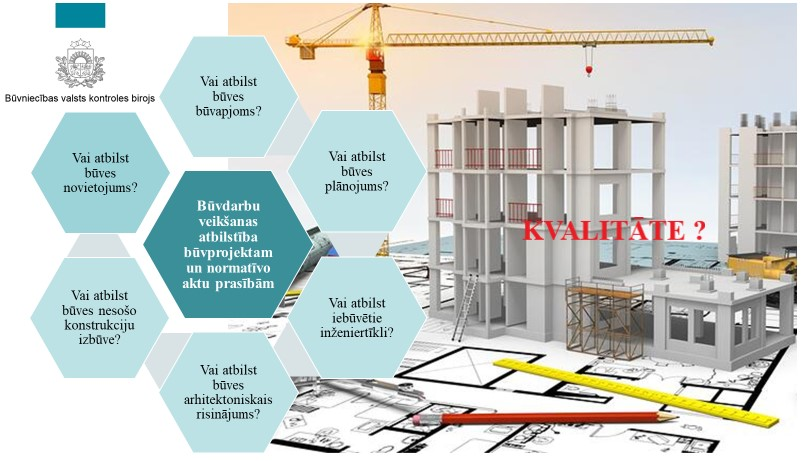 Būvniecības valsts kontroles birojs
Vai atbilst
būves
būvapjoms?
Vai atbilst
būves
plānojums?
Vai atbilst
iebūvētie
inženiertīkli?
Vai atbilst
būves
arhitektoniskais
risinājums?
Vai atbilst
būves nesošo
konstrukciju
izbūve?
Vai atbilst
būves
novietojums?
Būvdarbu
veikšanas
atbilstība
būvprojektam
un normatīvo
aktu prasībām
KVALITĀTE ?